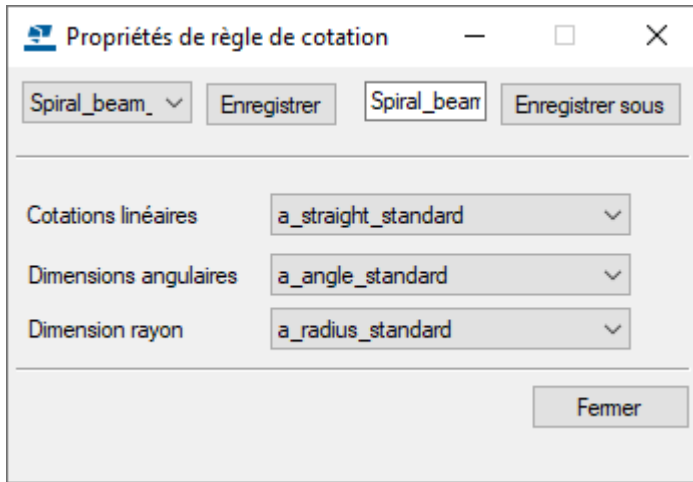 Propriétés de règle de cotation
Spiral_beam_ Enregistrer Spiral_beam Enregistrer sous
Cotations linéaires a_straight_standard
Dimensions angulaires a_angle_standard
Dimension rayon a_radius_standard
Fermer